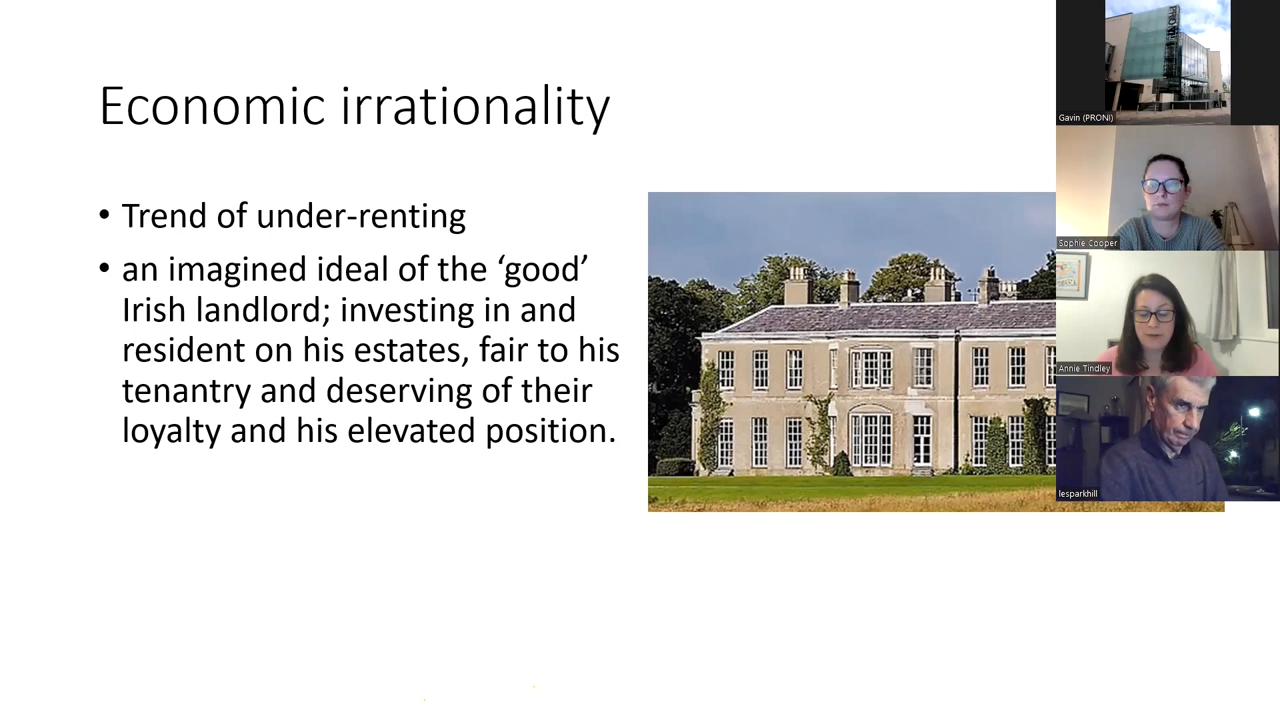 Economic irrationality
• Trend of under-renting
• an imagined ideal of the ‘good’
Irish landlord; investing in and
resident on his estates, fair to his
tenantry and deserving of their
loyalty and his elevated position.
Gavin (PRONI)
Sophie Cooper
Annie Tindley
lesparkhill